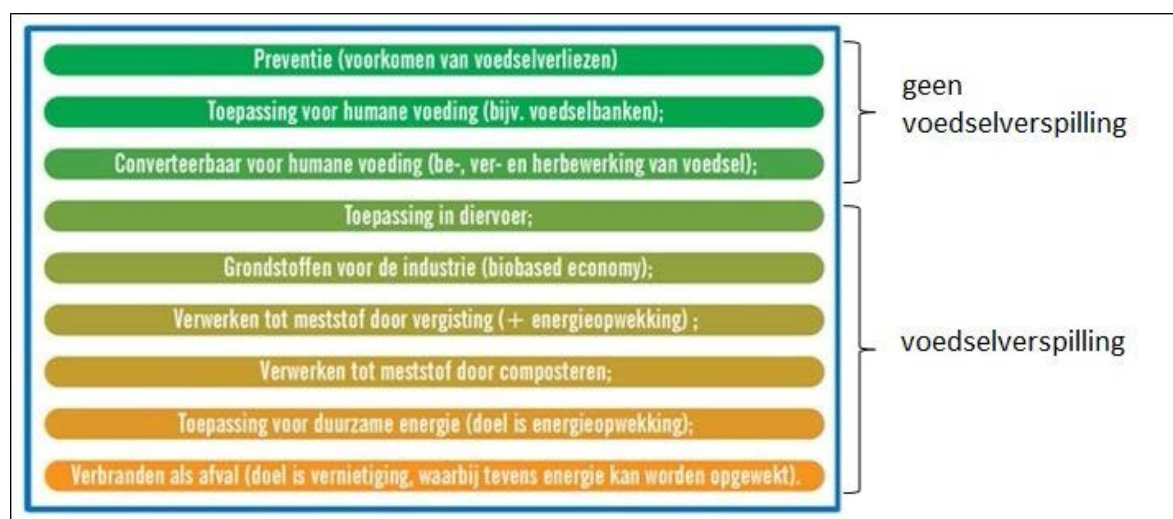 Preventie (voorkomen van voedselverliezen)
Toepassing voor humane voeding (bijv. voedselbanken);
Converteerbaar voor humane voeding (be-, ver- en herbewerking van voedsel);
geen
voedselverspilling
Toepassing in diervoer;
Grondstoffen voor de industrie (biobased economy);
Verwerken tot meststof door vergisting (+ energieopwekking) ;
Verwerken tot meststof door composteren;
Toepassing voor duurzame energie (doel is energieopwekking);
Verbranden als afval (doel is vernietiging, waarbij tevens energie kan worden opgewekt).
voedselverspilling